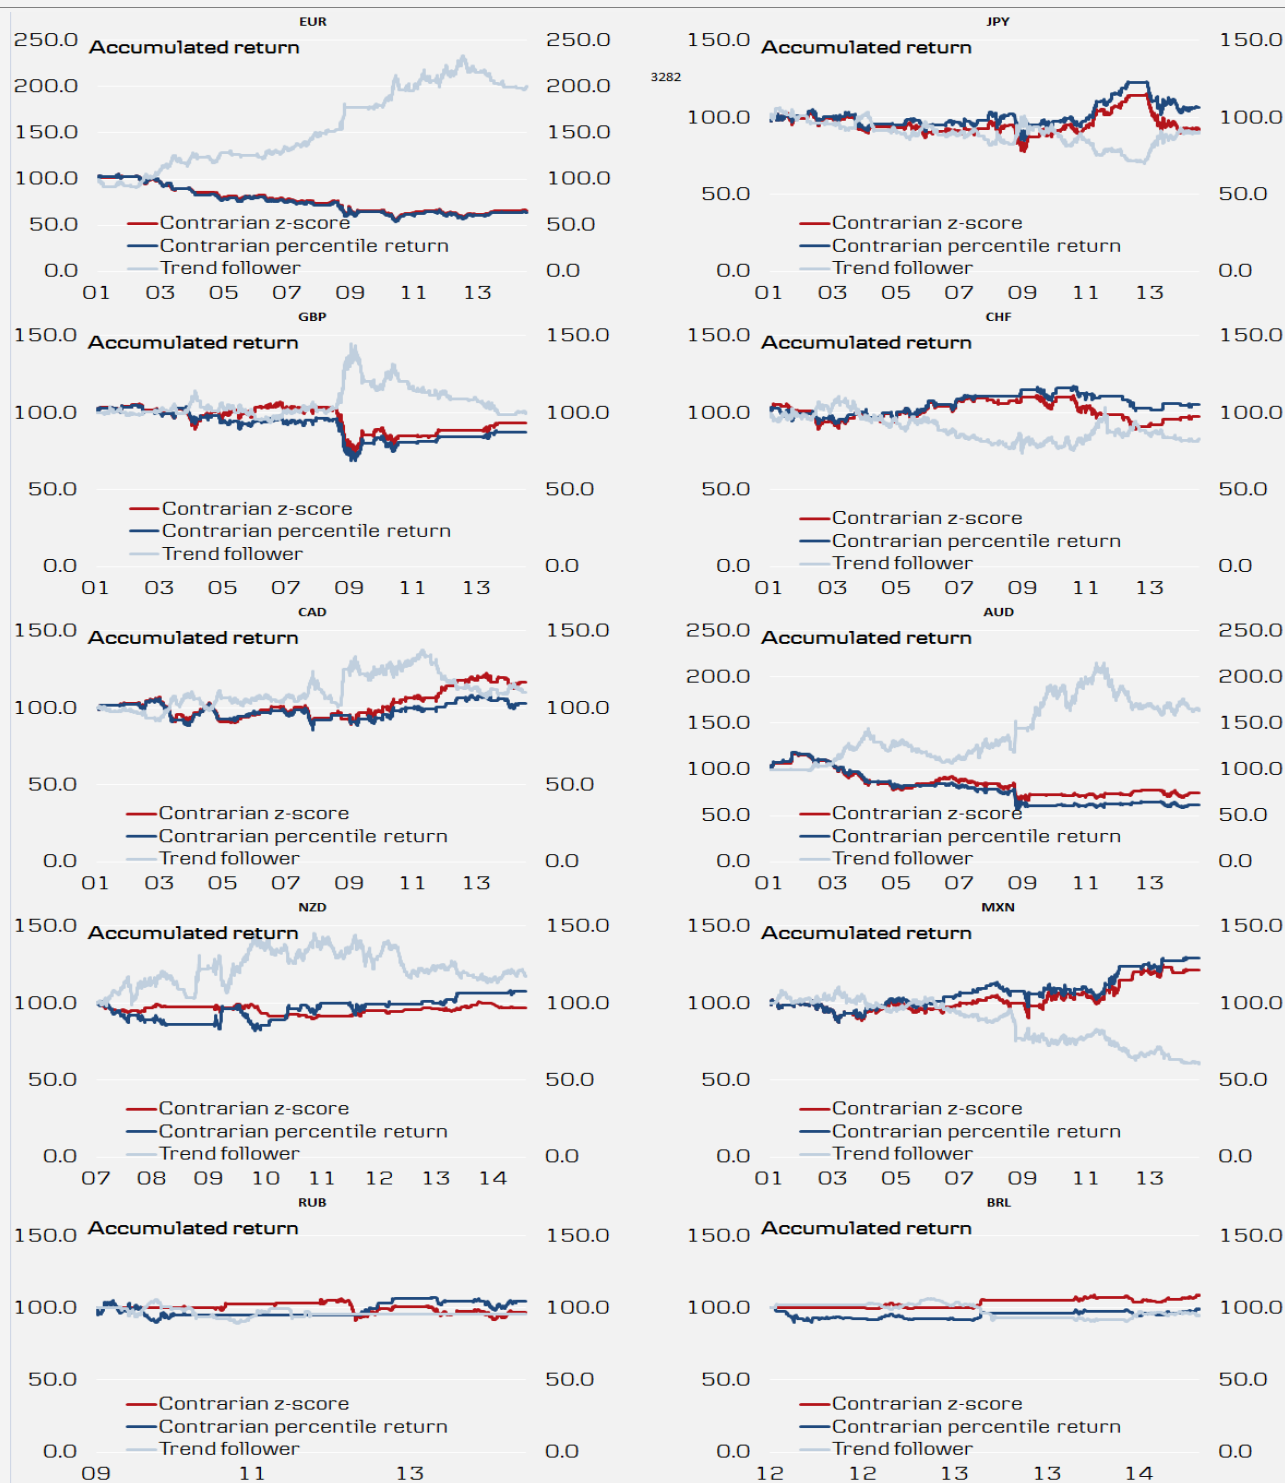 EUR
250.0 Accumulated return 250.0
200.0 200.0
150.0 150.0
100.0 100.0
50.0 Contrarian z-score 50.0
Contrarian percentile return
0.0 Trend follower 0.0
01 03 05 07 09 11 13
JPY
150.0 Accumulated return 150.0
3282
100.0 100.0
50.0 50.0
Contrarian z-score
Contrarian percentile return
0.0 Trend follower 0.0
01 03 05 07 09 11 13
GBP
150.0 Accumulated return 150.0
100.0 100.0
50.0 50.0
Contrarian z-score
Contrarian percentile return
Trend follower
0.0 0.0
01 03 05 07 09 11 13
CHF
150.0 Accumulated return 150.0
100.0 100.0
50.0 50.0
Contrarian z-score
Contrarian percentile return
Trend follower
0.0 0.0
01 03 05 07 09 11 13
CAD
150.0 Accumulated return 150.0
100.0 100.0
50.0 50.0
Contrarian z-score
Contrarian percentile return
0.0 Trend follower 0.0
01 03 05 07 09 11 13
AUD
250.0 Accumulated return 250.0
200.0 200.0
150.0 150.0
100.0 100.0
50.0 Contrarian z-score 50.0
Contrarian percentile return
0.0 Trend follower 0.0
01 03 05 07 09 11 13
NZD
150.0 Accumulated return 150.0
100.0 100.0
50.0 50.0
Contrarian z-score
Contrarian percentile return
0.0 Trend follower 0.0
07 08 09 10 11 12 13 14
MXN
150.0 Accumulated return 150.0
100.0 100.0
50.0 50.0
Contrarian z-score
Contrarian percentile return
0.0 Trend follower 0.0
01 03 05 07 09 11 13
RUB
150.0 Accumulated return 150.0
100.0 100.0
50.0 50.0
Contrarian z-score
Contrarian percentile return
0.0 Trend follower 0.0
09 11 13
BRL
150.0 Accumulated return 150.0
100.0 100.0
50.0 50.0
Contrarian z-score
Contrarian percentile return
0.0 Trend follower 0.0
12 12 13 13 14